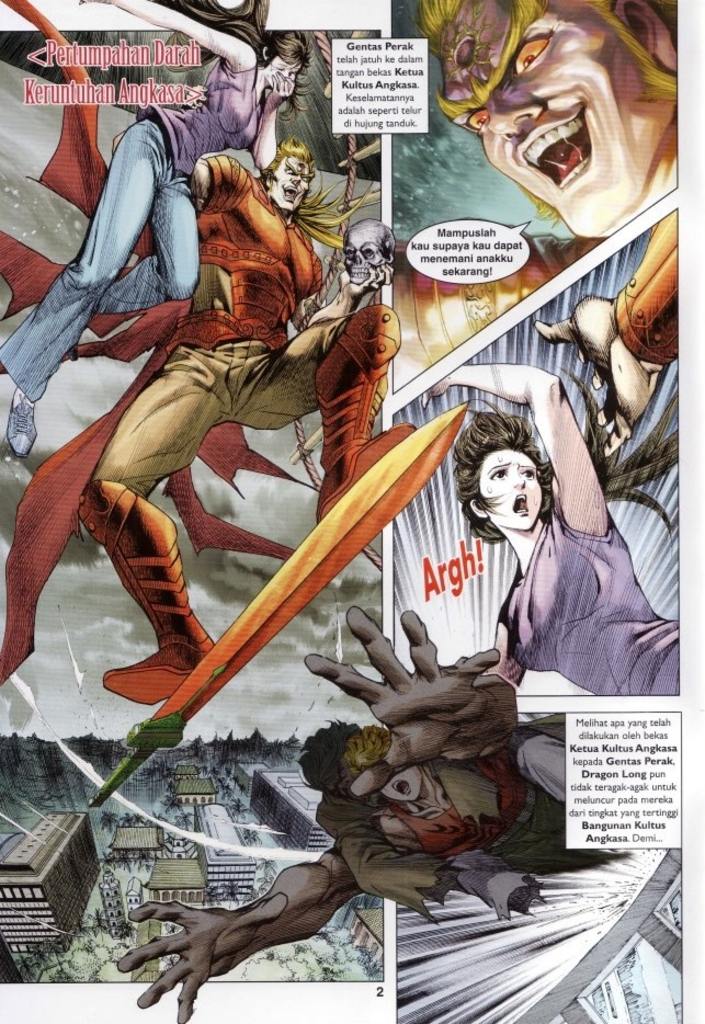 <Pertumpahan Darah
Keruntuhan Angkasa>
Gentas Perak
telah jatuh ke dalam
tangan bekas Ketua
Kultus Angkasa.
Keselamatannya
adalah seperti telur
di hujung tanduk.
Mampuslah
kau supaya kau dapat
menemani anakku
sekarang!
Argh!
Melihat apa yang telah
dilakukan oleh bekas
Ketua Kultus Angkasa
kepada Gentas Perak,
Dragon Long pun
tidak teragak-agak untuk
meluncur pada mereka
dari tingkat yang tertinggi
Bangunan Kultus
Angkasa. Demi...
2